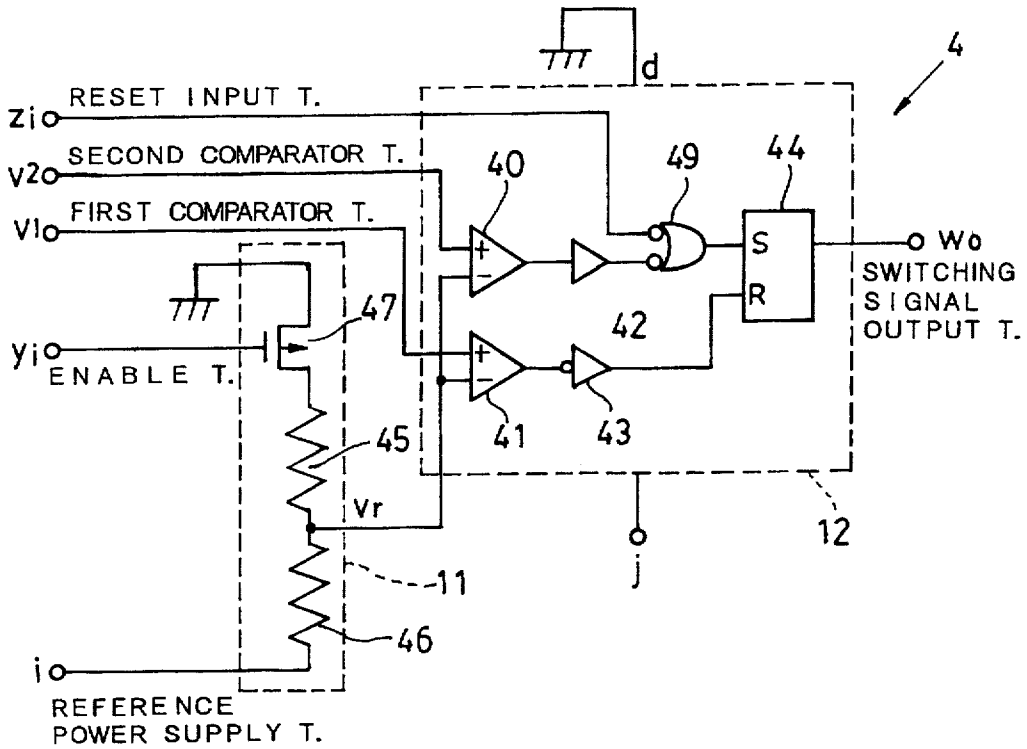 4
d
RESET INPUT T.
zi
SECOND COMPARATOR T.
V2
40
49
44
FIRST COMPARATOR T.
V1
+
−
S
Wo
SWITCHING
SIGNAL
OUTPUT T.
R
47
42
yi
ENABLE T.
+
−
41
43
45
Vr
12
j
11
46
i
REFERENCE
POWER SUPPLY T.